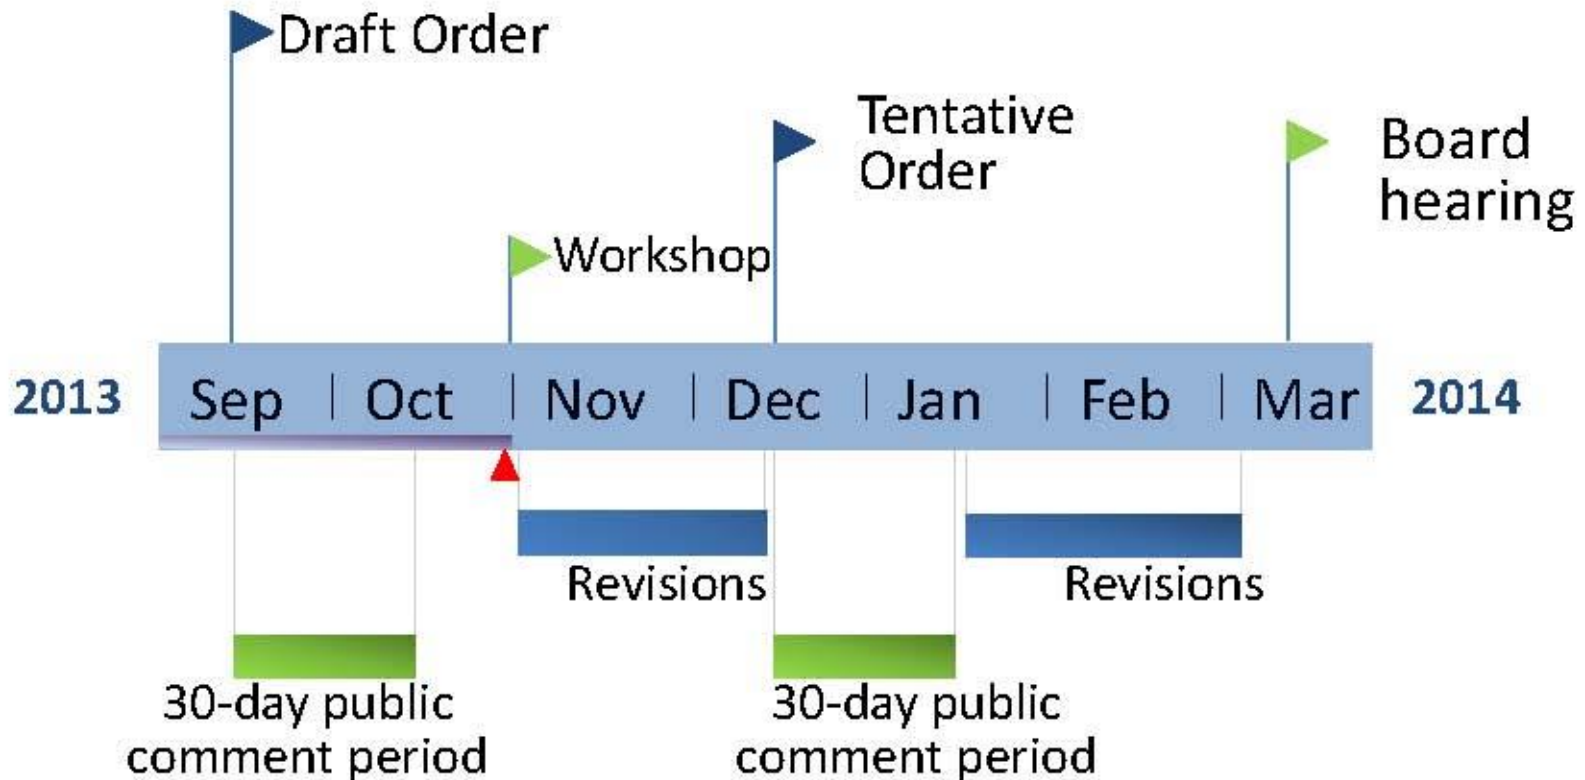 Draft Order
Tentative
Order
Board
hearing
Workshop
2013 Sep Oct Nov Dec Jan Feb Mar 2014
Revisions
Revisions
30-day public
comment period
30-day public
comment period